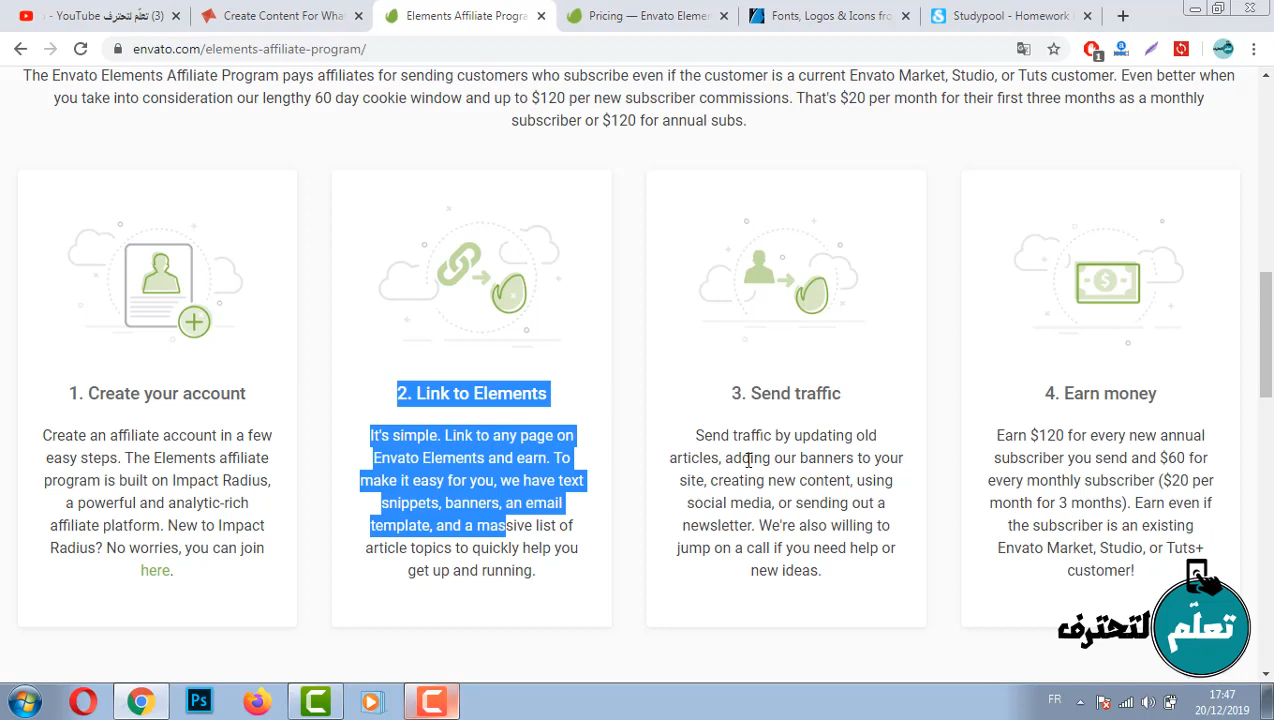 (3) تعلّم لتحترف - YouTube
Create Content For What
Elements Affiliate Progra
Pricing — Envato Elemen
Fonts, Logos & Icons fro
Studypool - Homework
envato.com/elements-affiliate-program/
The Envato Elements Affiliate Program pays affiliates for sending customers who subscribe even if the customer is a current Envato Market, Studio, or Tuts customer. Even better when
you take into consideration our lengthy 60 day cookie window and up to $120 per new subscriber commissions. That's $20 per month for their first three months as a monthly
subscriber or $120 for annual subs.
1. Create your account
Create an affiliate account in a few
easy steps. The Elements affiliate
program is built on Impact Radius,
a powerful and analytic-rich
affiliate platform. New to Impact
Radius? No worries, you can join
here.
2. Link to Elements
It's simple. Link to any page on
Envato Elements and earn. To
make it easy for you, we have text
snippets, banners, an email
template, and a massive list of
article topics to quickly help you
get up and running.
3. Send traffic
Send traffic by updating old
articles, adding our banners to your
site, creating new content, using
social media, or sending out a
newsletter. We're also willing to
jump on a call if you need help or
new ideas.
4. Earn money
Earn $120 for every new annual
subscriber you send and $60 for
every monthly subscriber ($20 per
month for 3 months). Earn even if
the subscriber is an existing
Envato Market, Studio, or Tuts+
customer!
تعلّم لتحترف
Ps
FR
17:47
20/12/2019